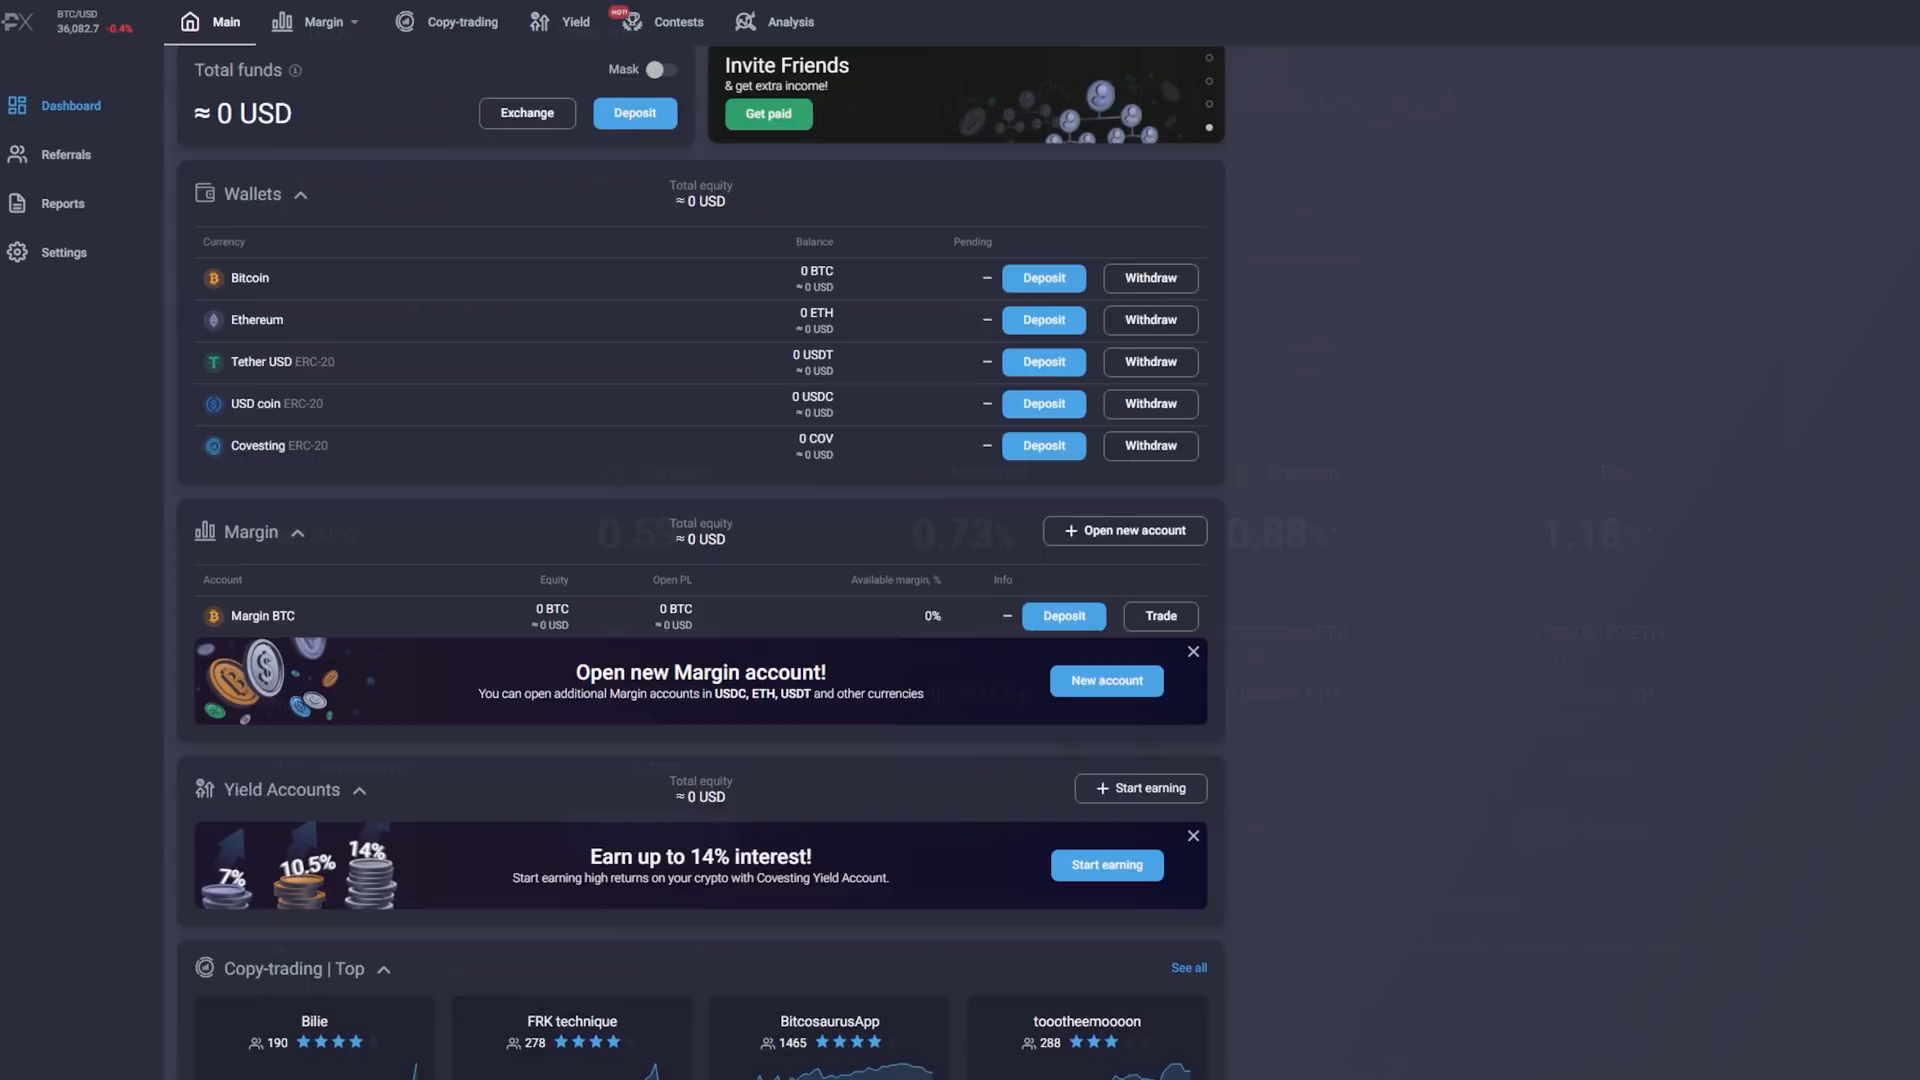 PX
BTC/USD
36,082.7 -0.4%
Main
Margin
Copy-trading
Yield
HOT!
Contests
Analysis
Dashboard
Referrals
Reports
Settings
Total funds
Mask
≈ 0 USD
Exchange
Deposit
Invite Friends
& get extra income!
Get paid
Wallets
Total equity
≈ 0 USD
Currency Balance Pending
Bitcoin 0 BTC – Deposit Withdraw
≈ 0 USD
Ethereum 0 ETH – Deposit Withdraw
≈ 0 USD
Tether USD ERC-20 0 USDT – Deposit Withdraw
≈ 0 USD
USD coin ERC-20 0 USDC – Deposit Withdraw
≈ 0 USD
Covesting ERC-20 0 COV – Deposit Withdraw
≈ 0 USD
Margin
Total equity
≈ 0 USD
+ Open new account
0.73%
0.88%
1,18%
Account Equity Open PL Available margin, % Info
Margin BTC 0 BTC 0 BTC 0% – Deposit Trade
≈ 0 USD ≈ 0 USD
Open new Margin account!
You can open additional Margin accounts in USDC, ETH, USDT and other currencies
New account
Yield Accounts
Total equity
≈ 0 USD
+ Start earning
7%
10.5%
14%
Earn up to 14% interest!
Start earning high returns on your crypto with Covesting Yield Account.
Start earning
Copy-trading | Top
See all
Bilie
190
FRK technique
278
BitcosaurusApp
1465
toootheemoooon
288